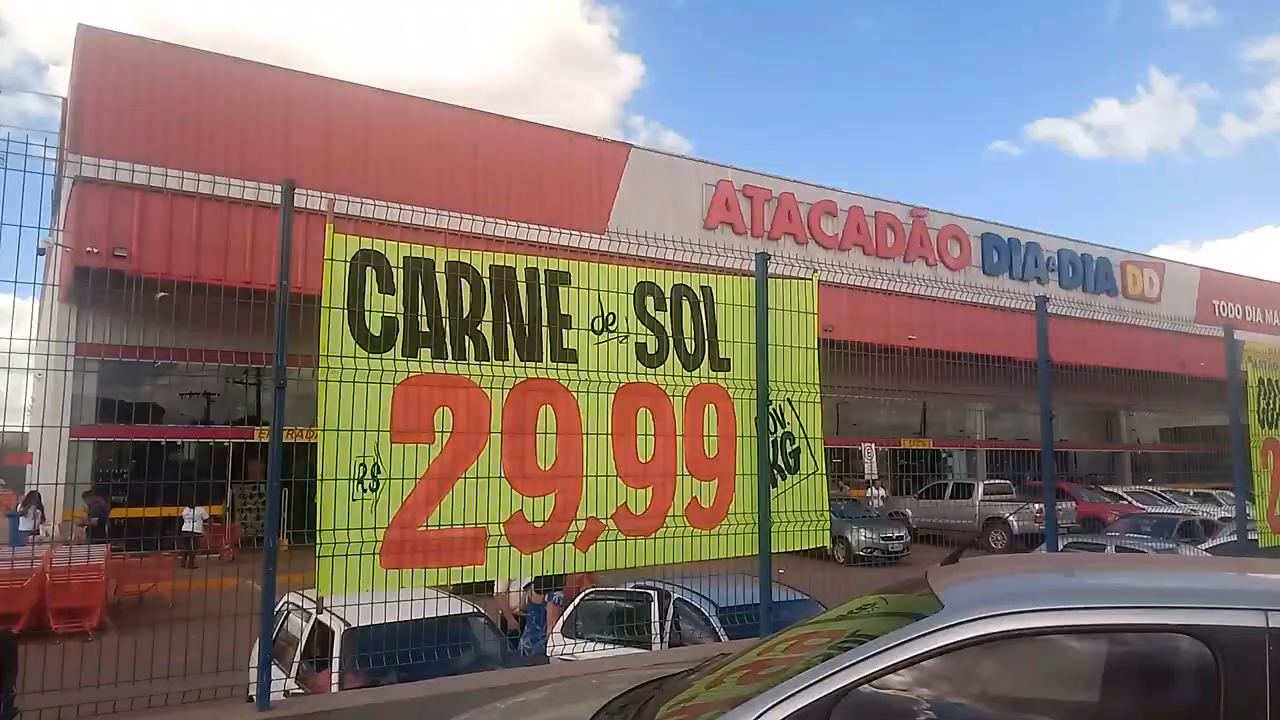 ATACADÃO DIA A DIA DD
TODO DIA MA
CARNE de SOL
R$ 29,99
KG
ENTRADA